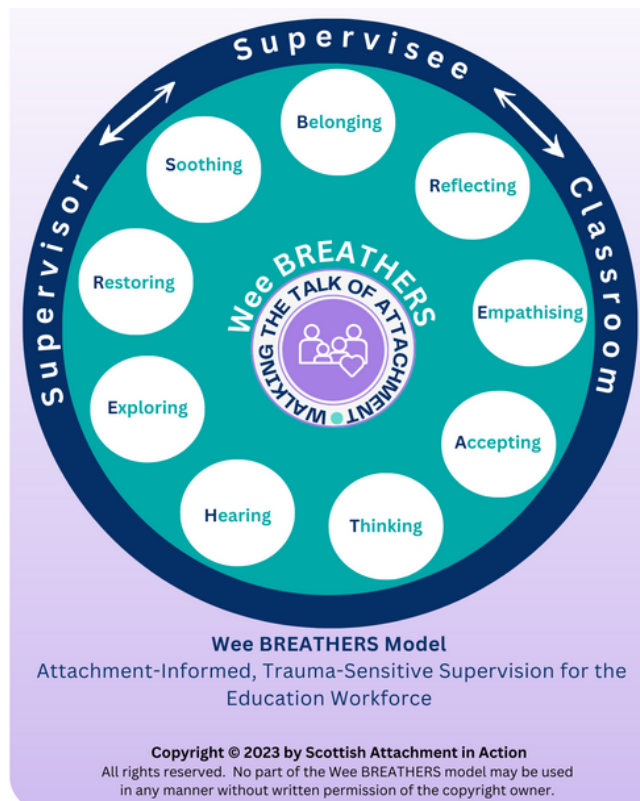 Supervisor
Supervisee
Classroom
Belonging
Reflecting
Empathising
Accepting
Thinking
Hearing
Exploring
Restoring
Soothing
Wee BREATHERS
WALKING THE TALK OF ATTACHMENT
Wee BREATHERS Model
Attachment-Informed, Trauma-Sensitive Supervision for the
Education Workforce
Copyright © 2023 by Scottish Attachment in Action
All rights reserved. No part of the Wee BREATHERS model may be used
in any manner without written permission of the copyright owner.